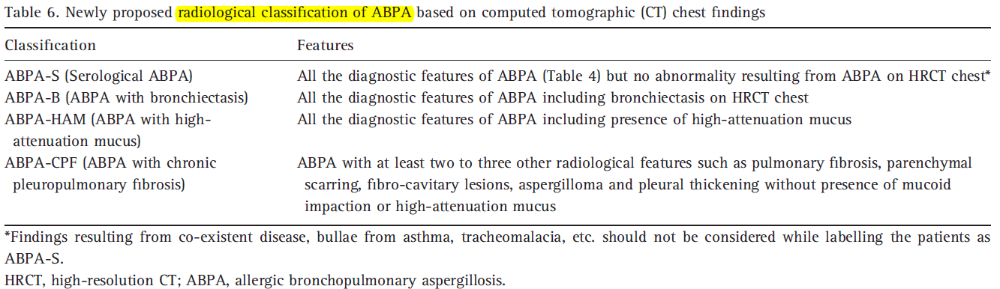 Table 6. Newly proposed radiological classification of ABPA based on computed tomographic (CT) chest findings
Classification Features
ABPA-S (Serological ABPA) All the diagnostic features of ABPA (Table 4) but no abnormality resulting from ABPA on HRCT chest*
ABPA-B (ABPA with bronchiectasis) All the diagnostic features of ABPA including bronchiectasis on HRCT chest
ABPA-HAM (ABPA with high- All the diagnostic features of ABPA including presence of high-attenuation mucus
attenuation mucus)
ABPA-CPF (ABPA with chronic ABPA with at least two to three other radiological features such as pulmonary fibrosis, parenchymal
pleuropulmonary fibrosis) scarring, fibro-cavitary lesions, aspergilloma and pleural thickening without presence of mucoid
impaction or high-attenuation mucus
*Findings resulting from co-existent disease, bullae from asthma, tracheomalacia, etc. should not be considered while labelling the patients as
ABPA-S.
HRCT, high-resolution CT; ABPA, allergic bronchopulmonary aspergillosis.